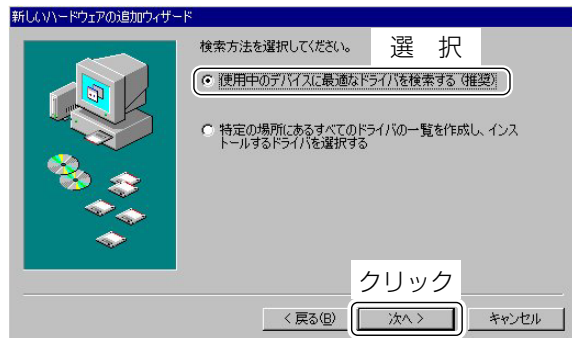 新しいハードウェアの追加ウィザード
検索方法を選択してください。
選 択
使用中のデバイスに最適なドライバを検索する (推奨)
特定の場所にあるすべてのドライバの一覧を作成し、インス
トールするドライバを選択する
クリック
< 戻る(B)
次へ >
キャンセル